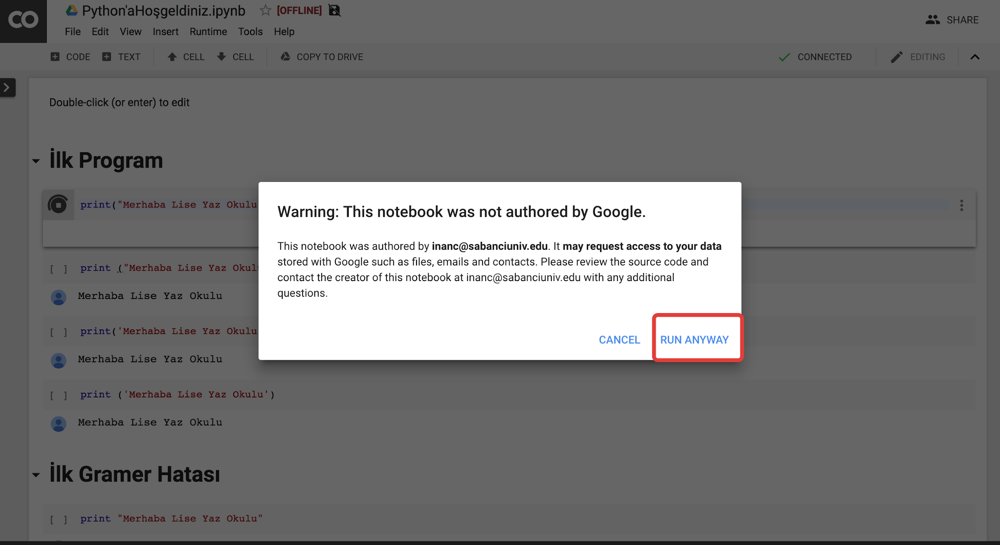 CO
Python'aHoşgeldiniz.ipynb [OFFLINE]
SHARE
File Edit View Insert Runtime Tools Help
CODE TEXT CELL CELL COPY TO DRIVE CONNECTED EDITING
Double-click (or enter) to edit
İlk Program
print("Merhaba Lise Yaz Okulu
print ("Merhaba Lise Yaz Okul
Merhaba Lise Yaz Okulu
print('Merhaba Lise Yaz Okulu
Merhaba Lise Yaz Okulu
[ ] print ('Merhaba Lise Yaz Okulu')
Merhaba Lise Yaz Okulu
İlk Gramer Hatası
[ ] print "Merhaba Lise Yaz Okulu"
Warning: This notebook was not authored by Google.
This notebook was authored by inanc@sabanciuniv.edu. It may request access to your data
stored with Google such as files, emails and contacts. Please review the source code and
contact the creator of this notebook at inanc@sabanciuniv.edu with any additional
questions.
CANCEL RUN ANYWAY